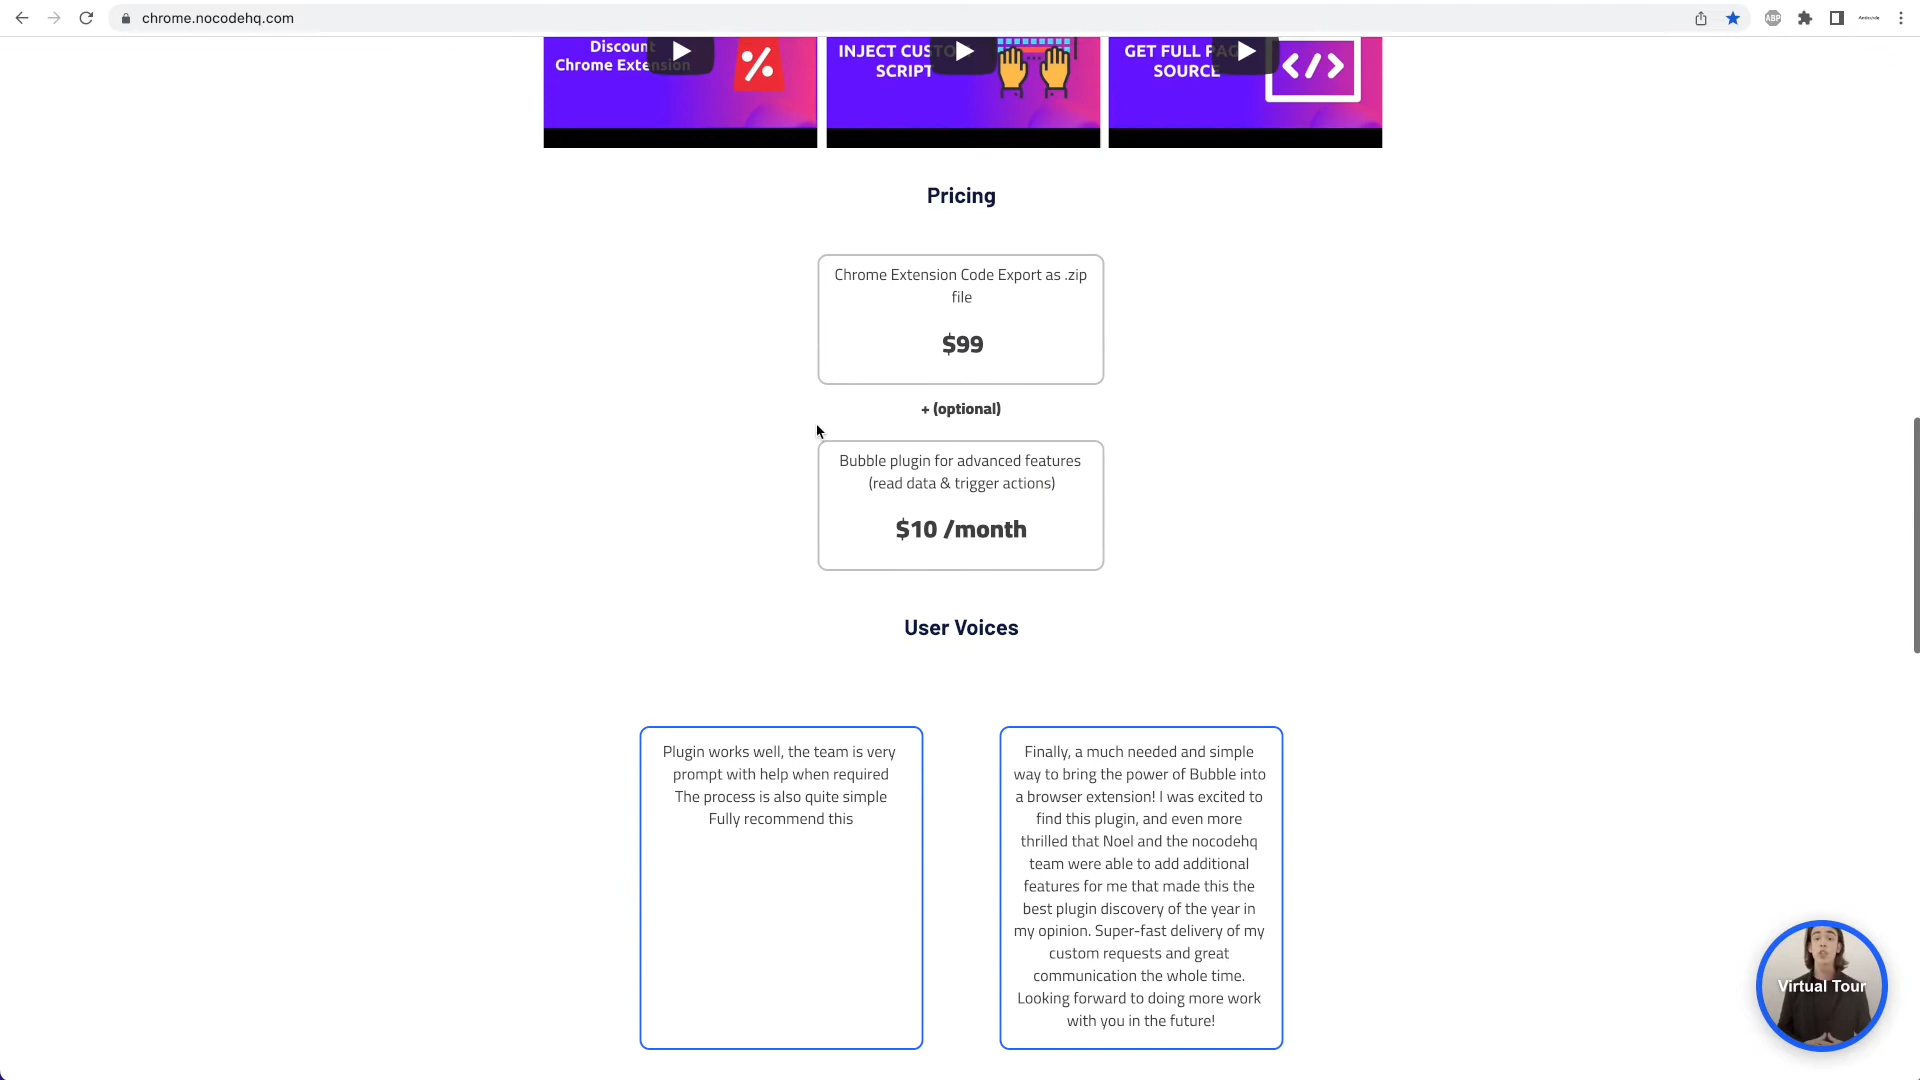 chrome.nocodehq.com
ABP
Discount
Chrome Extension
%
INJECT CUSTOM
SCRIPT
GET FULL PAGE
SOURCE
</>
Pricing
Chrome Extension Code Export as .zip
file
$99
+ (optional)
Bubble plugin for advanced features
(read data & trigger actions)
$10 /month
User Voices
Plugin works well, the team is very
prompt with help when required
The process is also quite simple
Fully recommend this
Finally, a much needed and simple
way to bring the power of Bubble into
a browser extension! I was excited to
find this plugin, and even more
thrilled that Noel and the nocodehq
team were able to add additional
features for me that made this the
best plugin discovery of the year in
my opinion. Super-fast delivery of my
custom requests and great
communication the whole time.
Looking forward to doing more work
with you in the future!
Virtual Tour